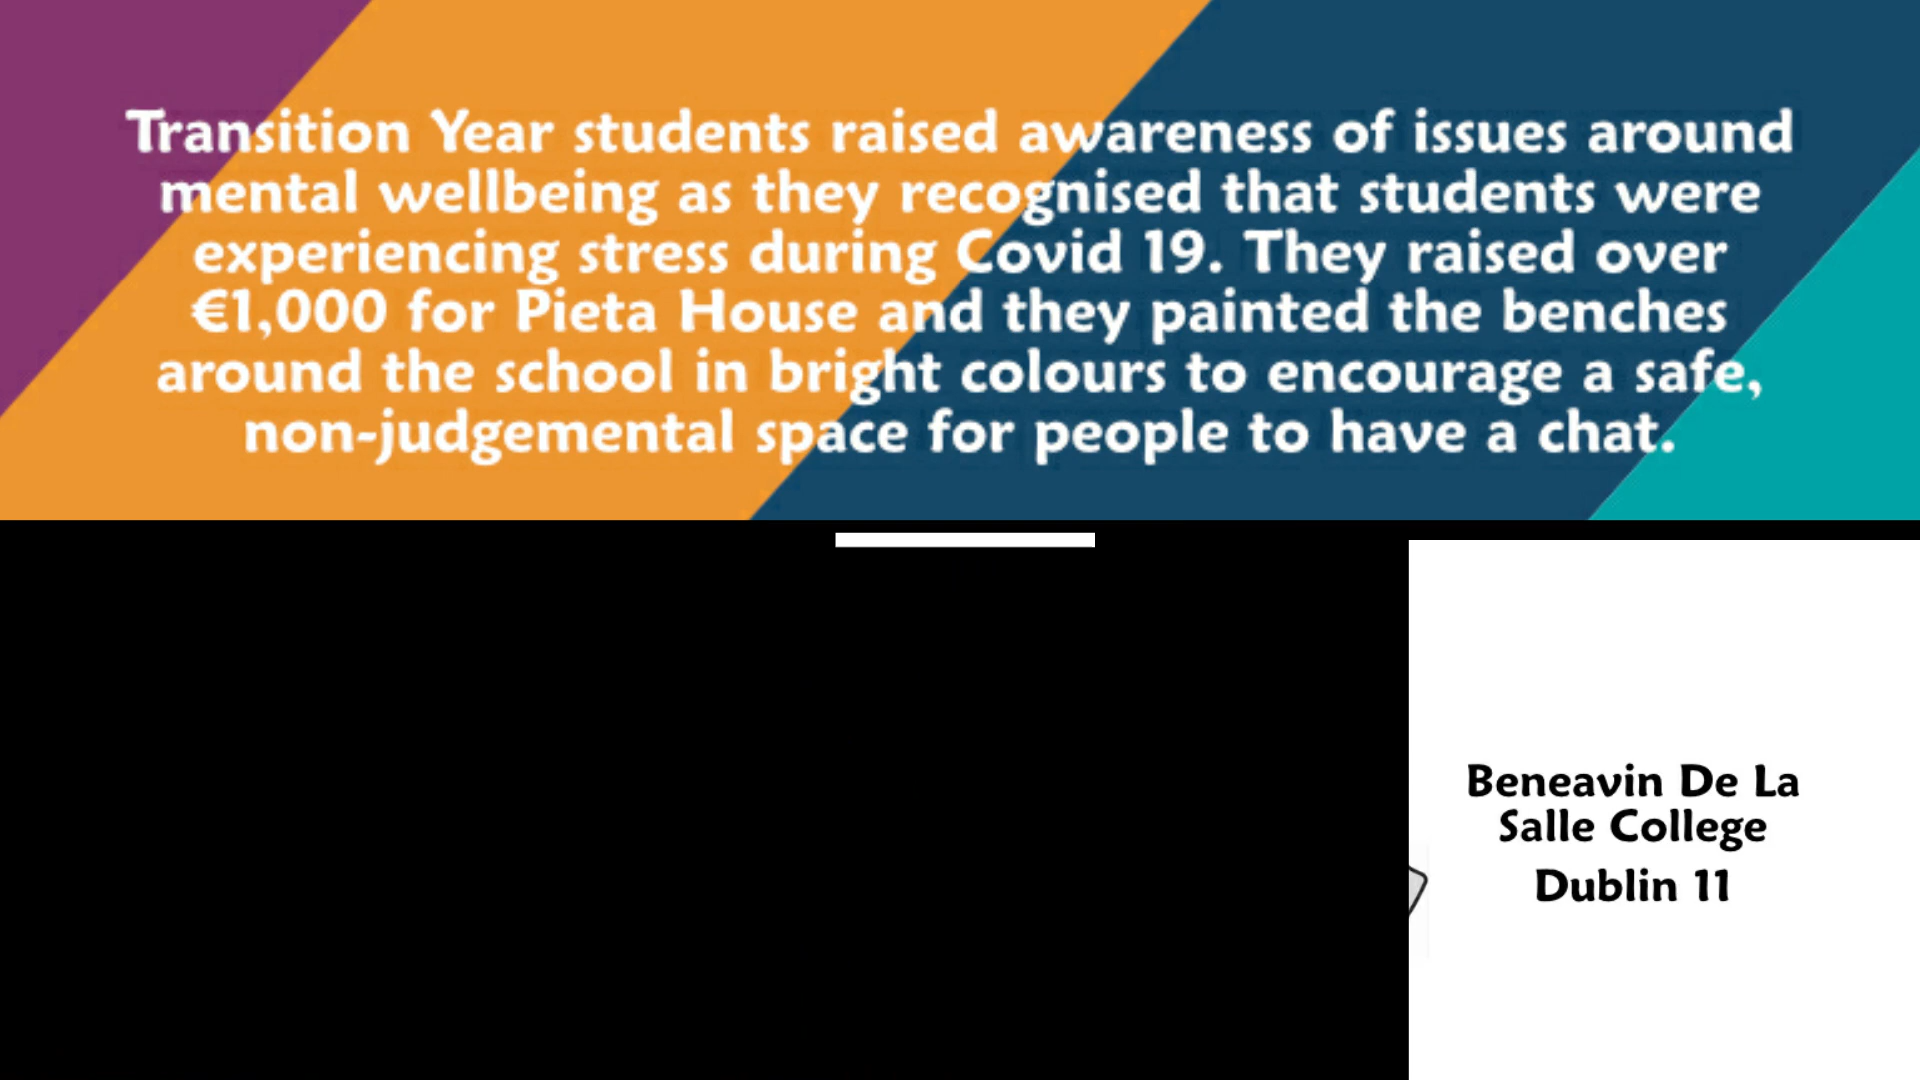 Transition Year students raised awareness of issues around
mental wellbeing as they recognised that students were
experiencing stress during Covid 19. They raised over
€1,000 for Pieta House and they painted the benches
around the school in bright colours to encourage a safe,
non-judgemental space for people to have a chat.
Beneavin De La
Salle College
Dublin 11